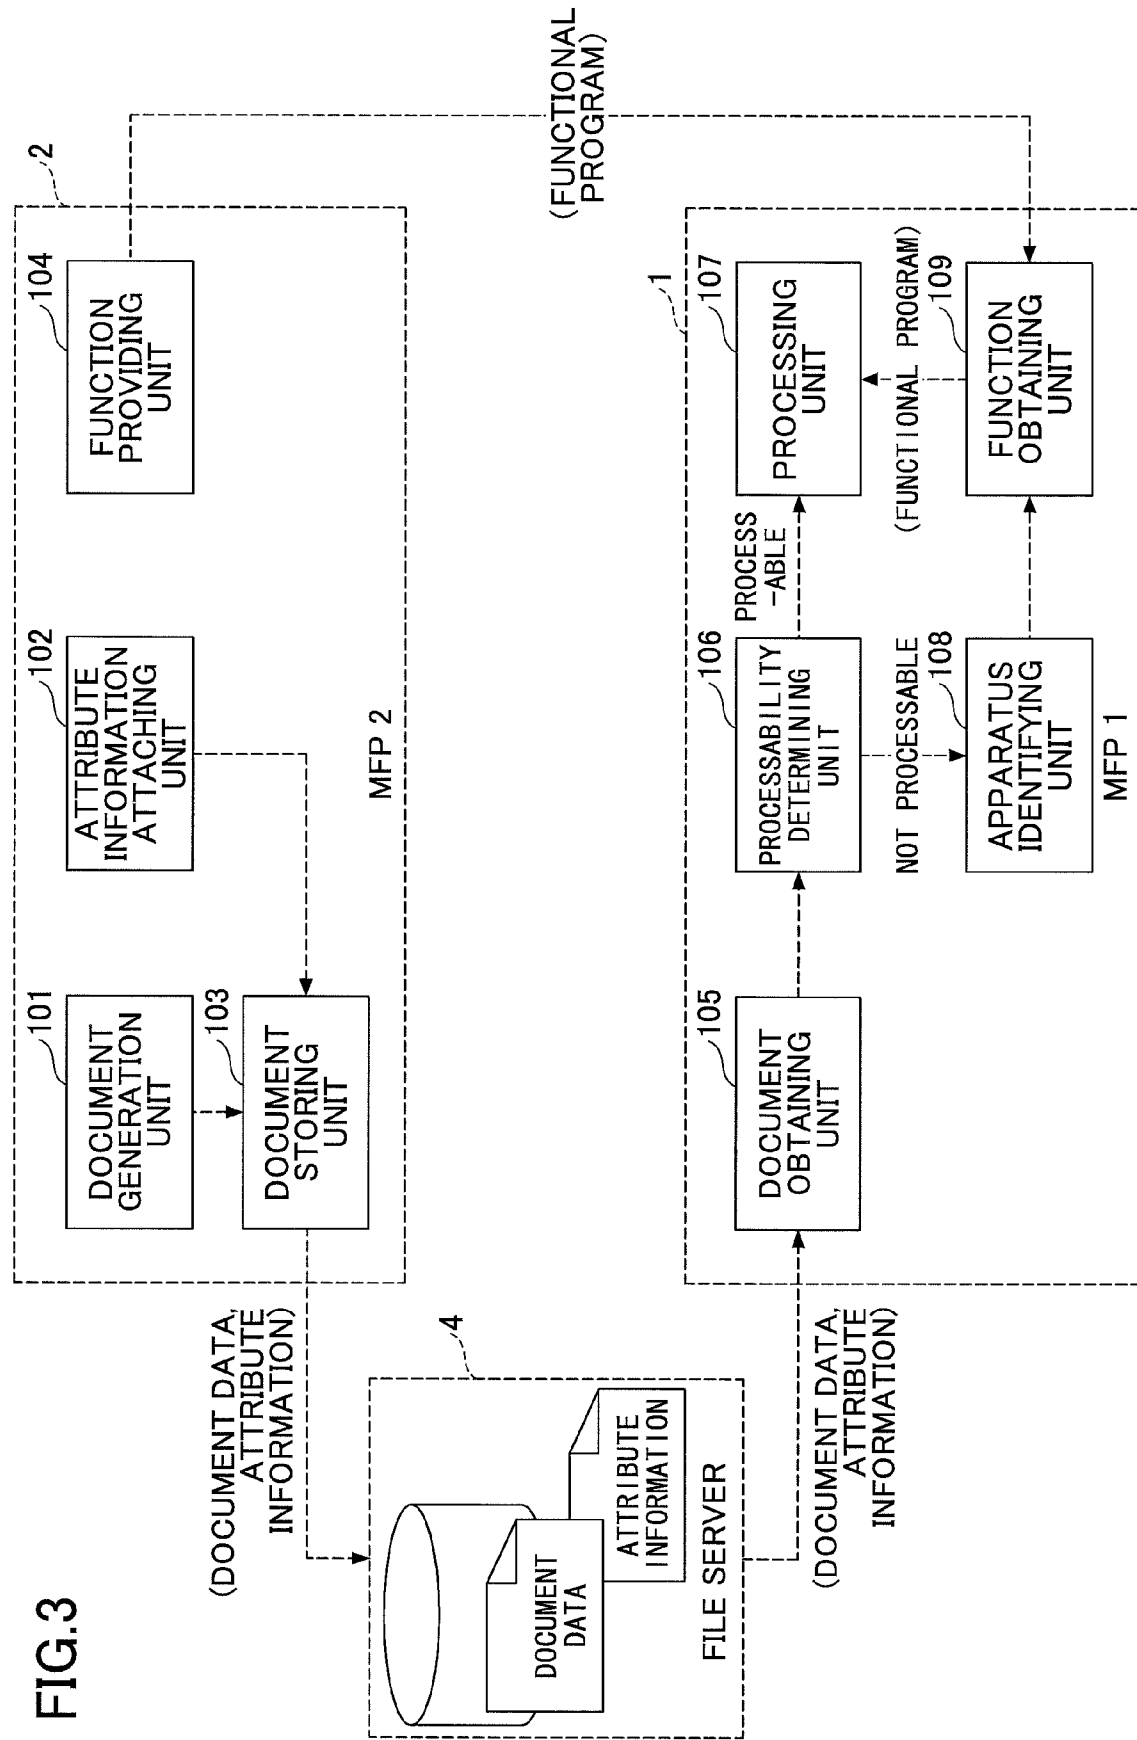 FIG.3
2
101
DOCUMENT
GENERATION
UNIT
102
ATTRIBUTE
INFORMATION
ATTACHING
UNIT
104
FUNCTION
PROVIDING
UNIT
103
DOCUMENT
STORING
UNIT
MFP 2
(DOCUMENT DATA,
ATTRIBUTE
INFORMATION)
(FUNCTIONAL
PROGRAM)
4
DOCUMENT
DATA
ATTRIBUTE
INFORMATION
FILE SERVER
(DOCUMENT DATA,
ATTRIBUTE
INFORMATION)
1
105
DOCUMENT
OBTAINING
UNIT
106
PROCESSABILITY
DETERMINING
UNIT
PROCESS
-ABLE
107
PROCESSING
UNIT
NOT PROCESSABLE
(FUNCTIONAL PROGRAM)
108
APPARATUS
IDENTIFYING
UNIT
109
FUNCTION
OBTAINING
UNIT
MFP 1